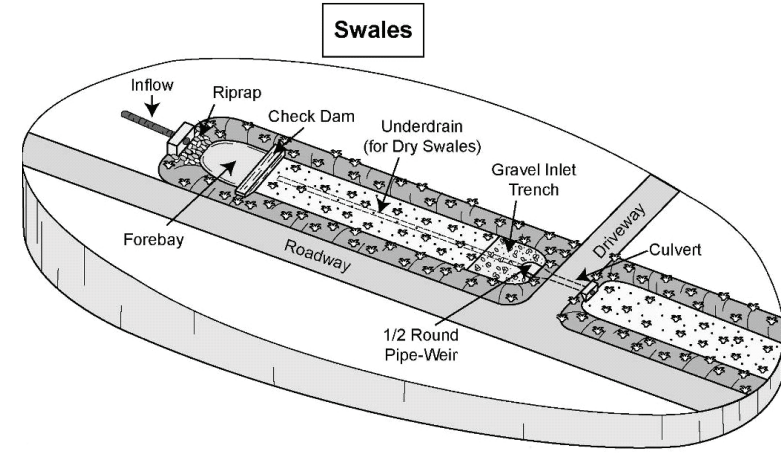 Swales
Inflow
Riprap
Check Dam
Underdrain
(for Dry Swales)
Gravel Inlet
Trench
Driveway
Culvert
Forebay
Roadway
1/2 Round
Pipe-Weir